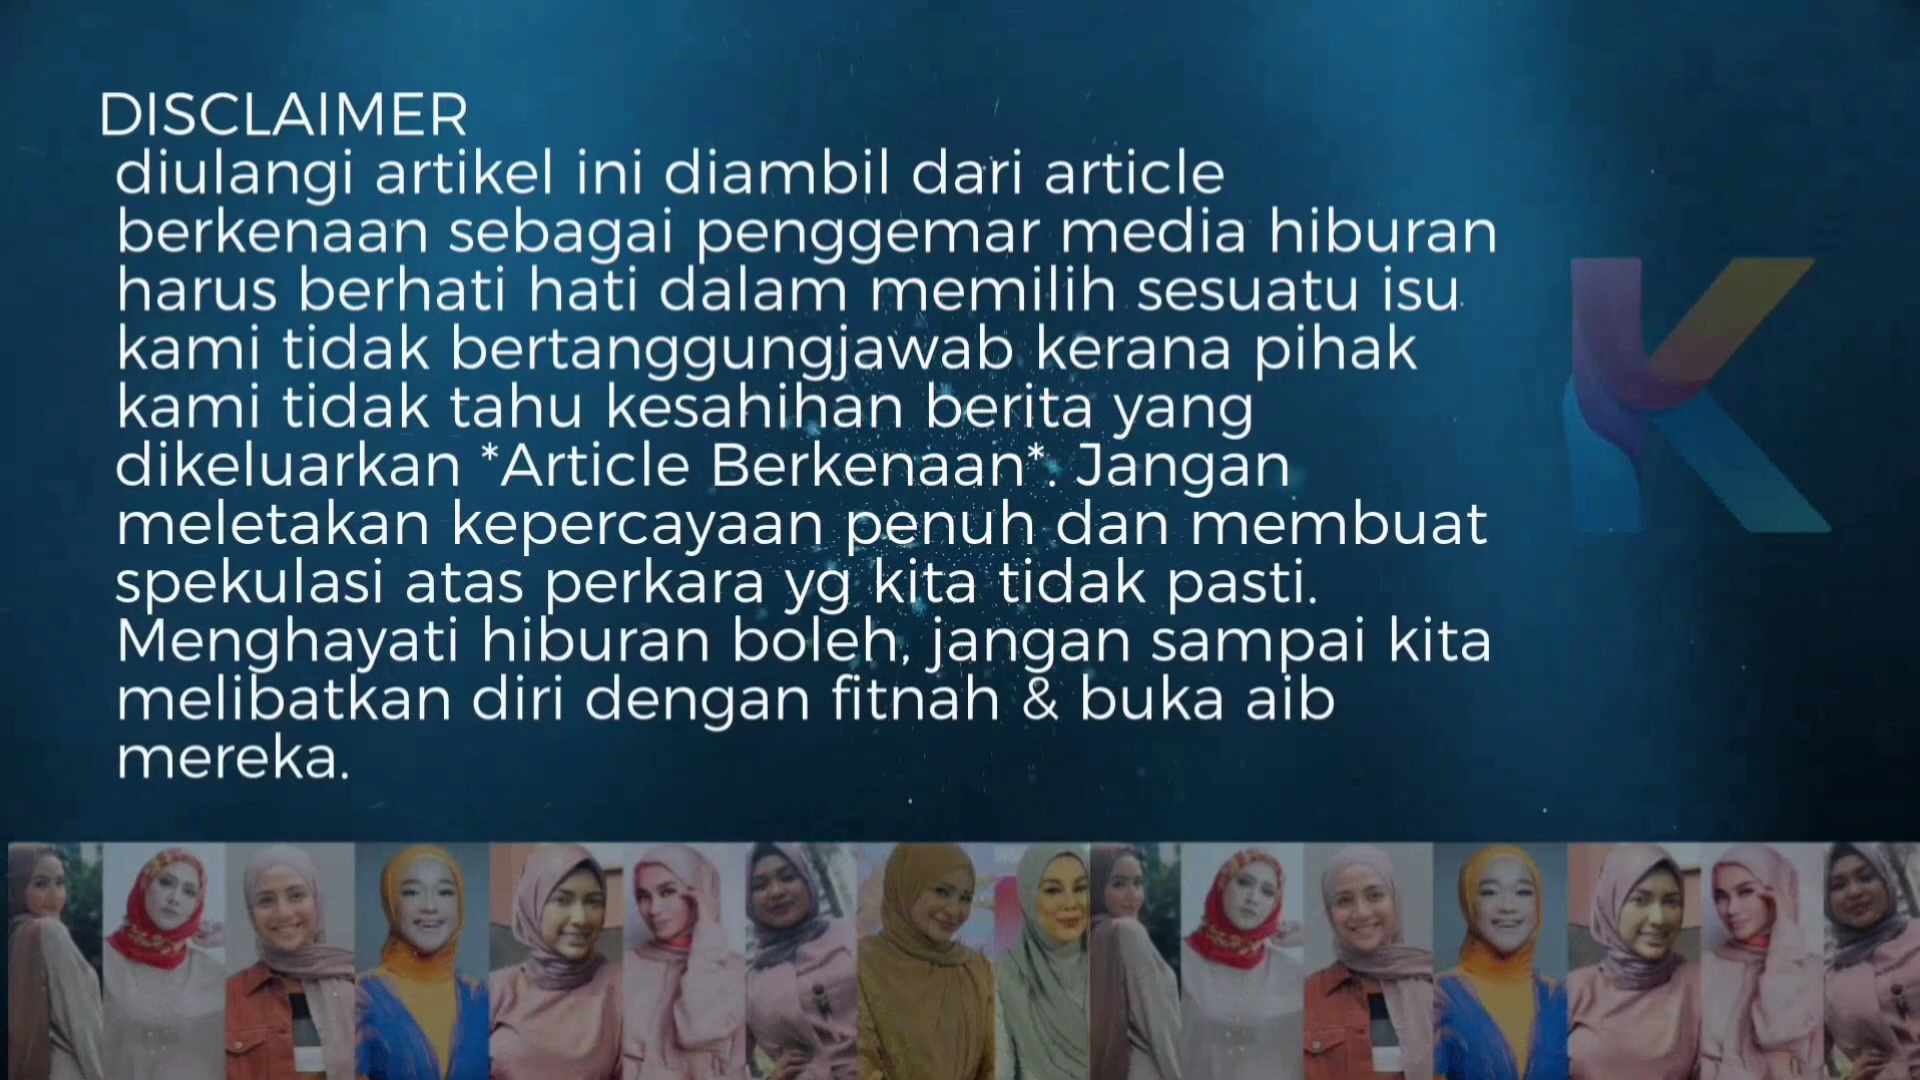 DISCLAIMER
diulangi artikel ini diambil dari article
berkenaan sebagai penggemar media hiburan
harus berhati hati dalam memilih sesuatu isu.
kami tidak bertanggungjawab kerana pihak
kami tidak tahu kesahihan berita yang
dikeluarkan *Article Berkenaan*. Jangan
meletakan kepercayaan penuh dan membuat
spekulasi atas perkara yg kita tidak pasti.
Menghayati hiburan boleh, jangan sampai kita
melibatkan diri dengan fitnah & buka aib
mereka.
K